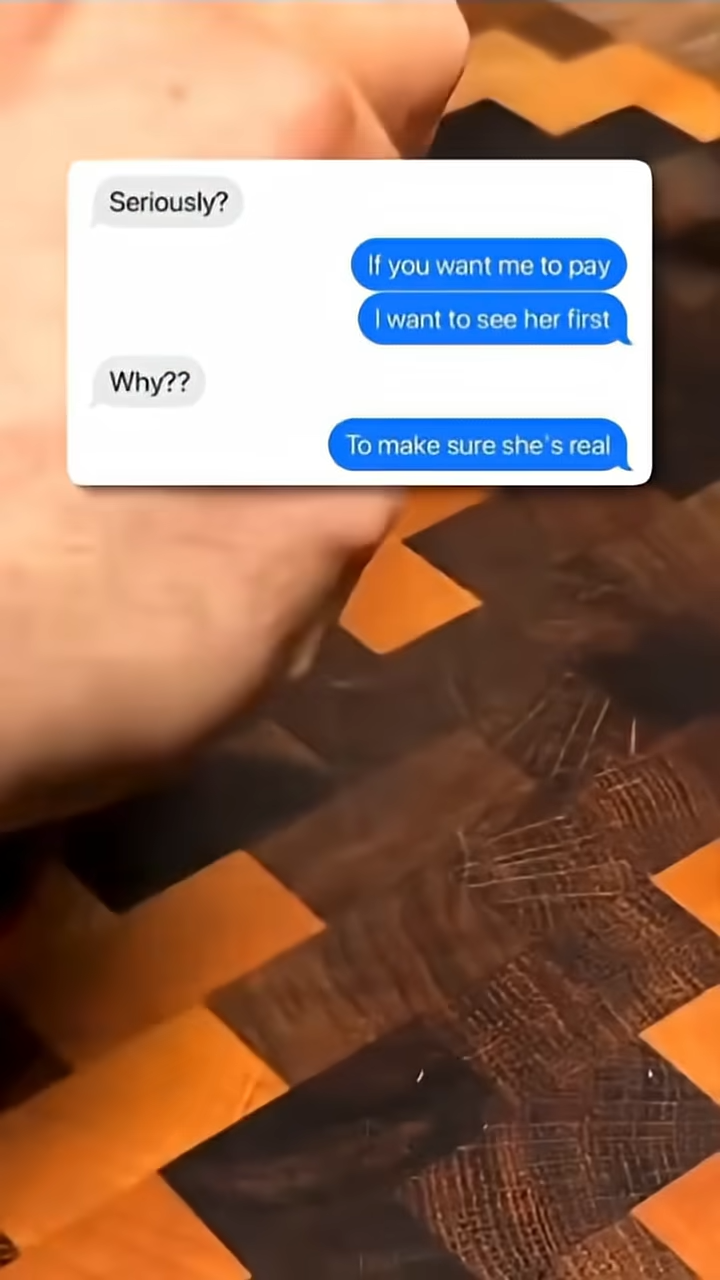 Seriously?
If you want me to pay
I want to see her first
Why??
To make sure she's real